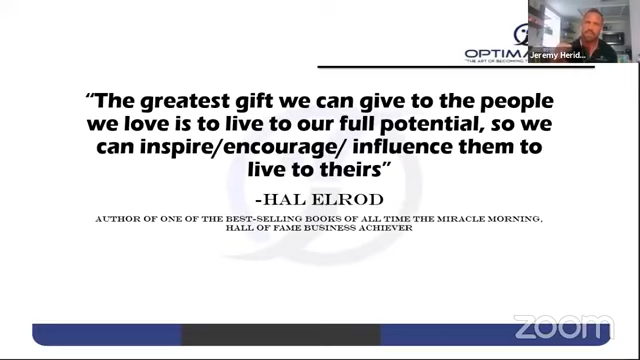 OPTIMA
"THE ART OF BECOMING
Jeremy Herid...
"The greatest gift we can give to the people
we love is to live to our full potential, so we
can inspire/encourage/ influence them to
live to theirs"
-HAL ELROD
AUTHOR OF ONE OF THE BEST-SELLING BOOKS OF ALL TIME THE MIRACLE MORNING,
HALL OF FAME BUSINESS ACHIEVER
zoom